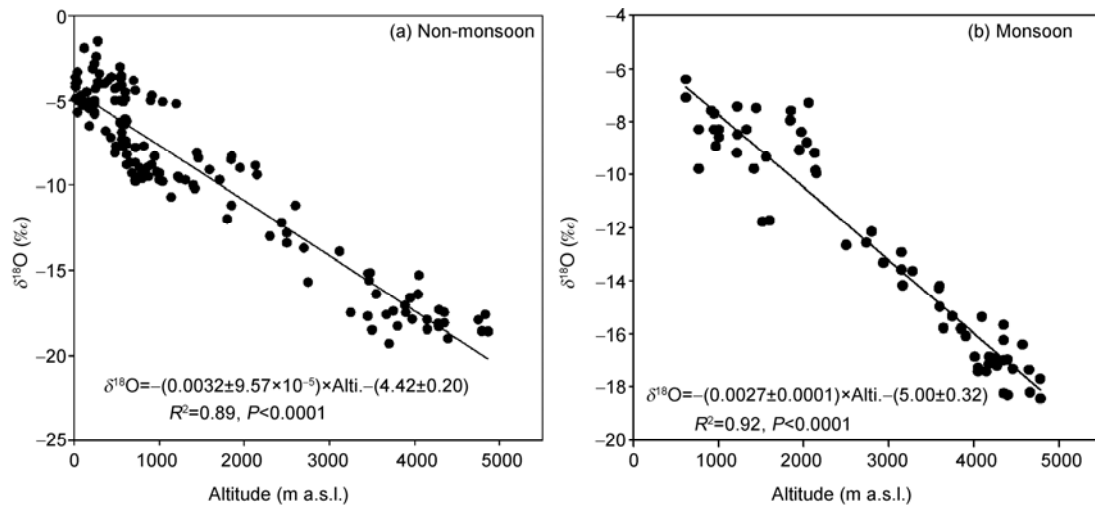 (a) Non-monsoon
0
−5
−10
−15
−20
−25
δ¹⁸O (‰)
δ¹⁸O=−(0.0032±9.57×10⁻⁵)×Alti.−(4.42±0.20)
R²=0.89, P<0.0001
0 1000 2000 3000 4000 5000
Altitude (m a.s.l.)
(b) Monsoon
−4
−6
−8
−10
−12
−14
−16
−18
−20
δ¹⁸O (‰)
δ¹⁸O=−(0.0027±0.0001)×Alti.−(5.00±0.32)
R²=0.92, P<0.0001
0 1000 2000 3000 4000 5000
Altitude (m a.s.l.)